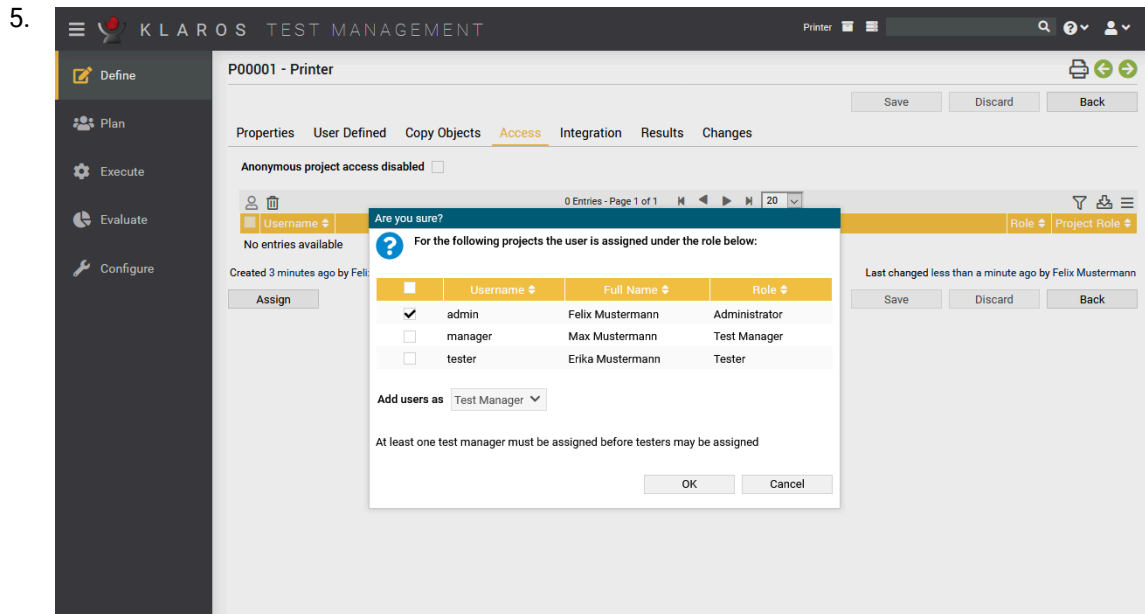 5.
KLAROS TEST MANAGEMENT
Printer
Define
Plan
Execute
Evaluate
Configure
P00001 - Printer
Save Discard Back
Properties User Defined Copy Objects Access Integration Results Changes
Anonymous project access disabled
0 Entries - Page 1 of 1 20
Username Role Project Role
No entries available
Created 3 minutes ago by Feli
Last changed less than a minute ago by Felix Mustermann
Assign
Save Discard Back
Are you sure?
For the following projects the user is assigned under the role below:
Username Full Name Role
admin Felix Mustermann Administrator
manager Max Mustermann Test Manager
tester Erika Mustermann Tester
Add users as Test Manager
At least one test manager must be assigned before testers may be assigned
OK Cancel